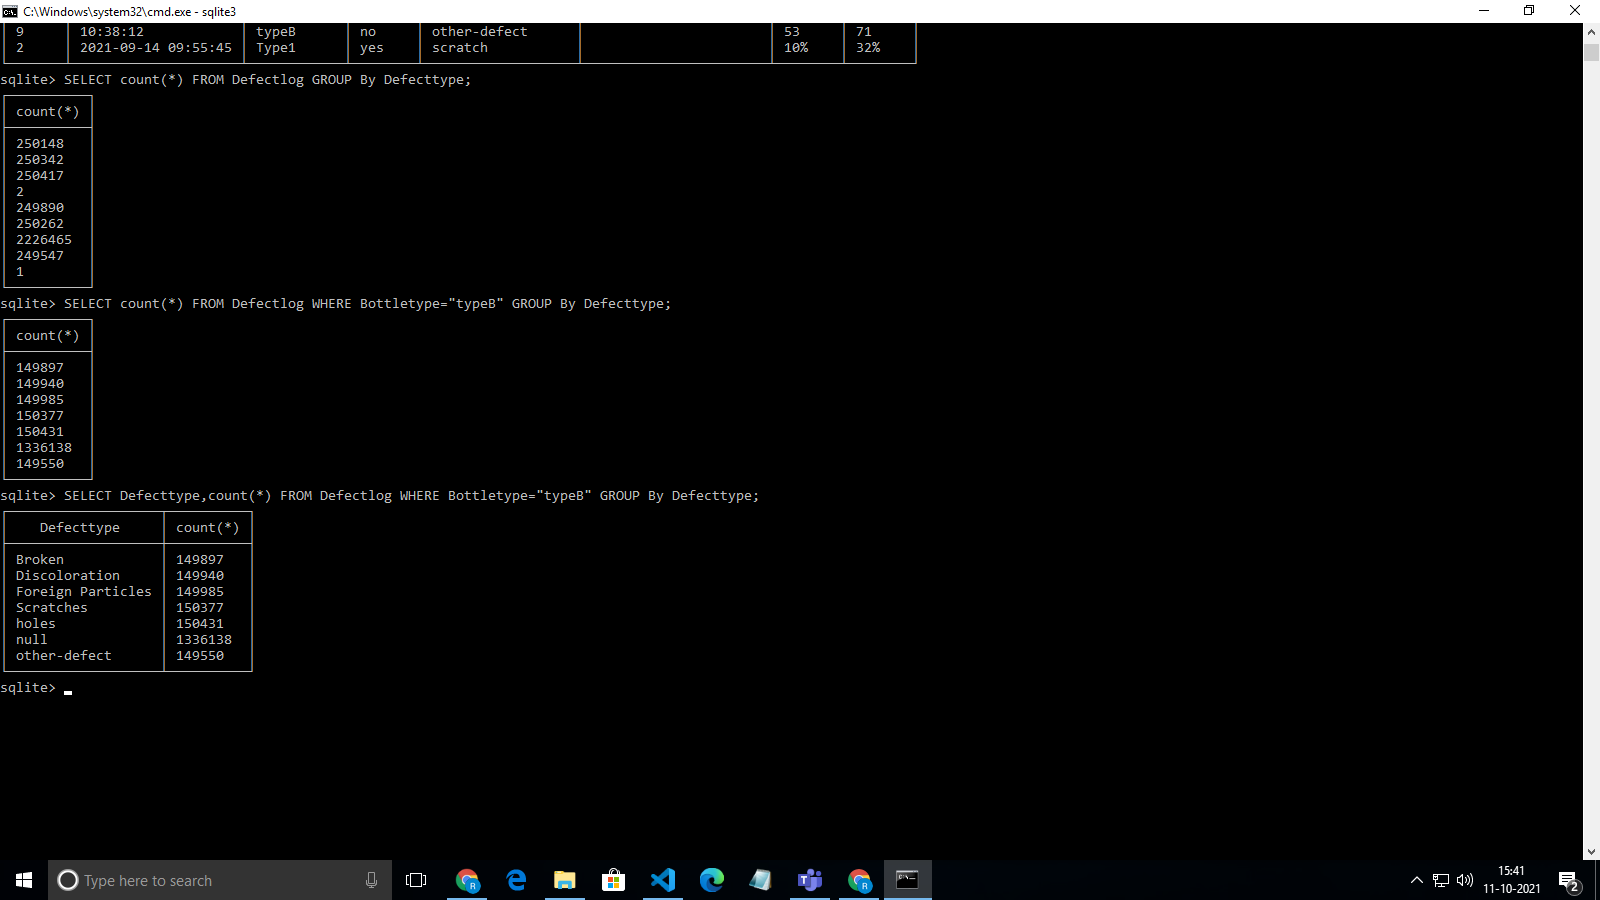 C:\Windows\system32\cmd.exe - sqlite3
9 10:38:12 typeB no other-defect 53 71
2 2021-09-14 09:55:45 Type1 yes scratch 10% 32%
sqlite> SELECT count(*) FROM Defectlog GROUP By Defecttype;
count(*)
250148
250342
250417
2
249890
250262
2226465
249547
1
sqlite> SELECT count(*) FROM Defectlog WHERE Bottletype="typeB" GROUP By Defecttype;
count(*)
149897
149940
149985
150377
150431
1336138
149550
sqlite> SELECT Defecttype,count(*) FROM Defectlog WHERE Bottletype="typeB" GROUP By Defecttype;
Defecttype count(*)
Broken 149897
Discoloration 149940
Foreign Particles 149985
Scratches 150377
holes 150431
null 1336138
other-defect 149550
sqlite>
Type here to search
15:41
11-10-2021
2